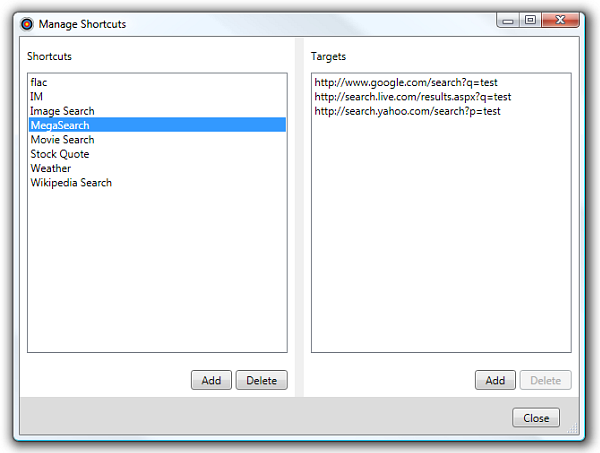 Manage Shortcuts
Shortcuts
flac
IM
Image Search
MegaSearch
Movie Search
Stock Quote
Weather
Wikipedia Search
Add Delete
Targets
http://www.google.com/search?q=test
http://search.live.com/results.aspx?q=test
http://search.yahoo.com/search?p=test
Add Delete
Close